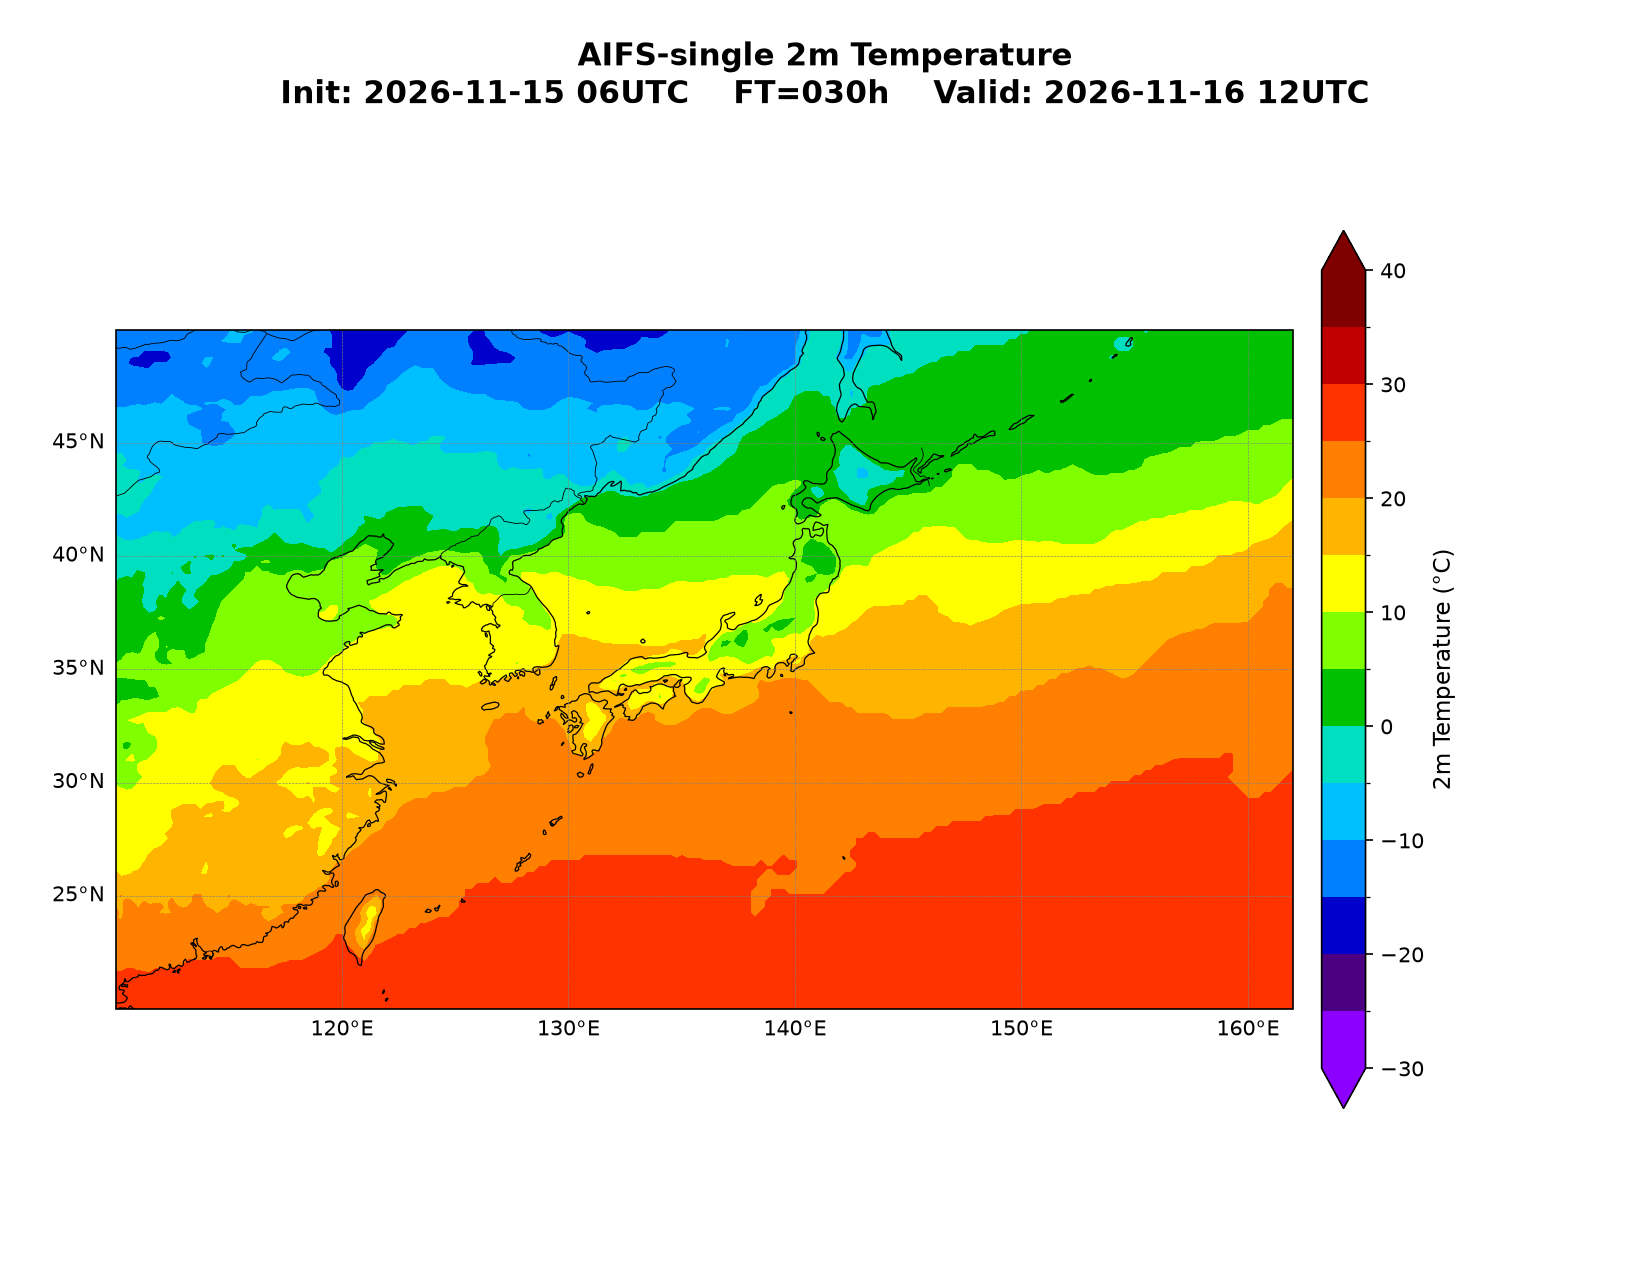 AIFS-single 2m Temperature
Init: 2026-11-15 06UTC    FT=030h    Valid: 2026-11-16 12UTC
45°N
40°N
35°N
30°N
25°N
120°E
130°E
140°E
150°E
160°E
40
30
20
10
0
−10
−20
−30
2m Temperature (°C)